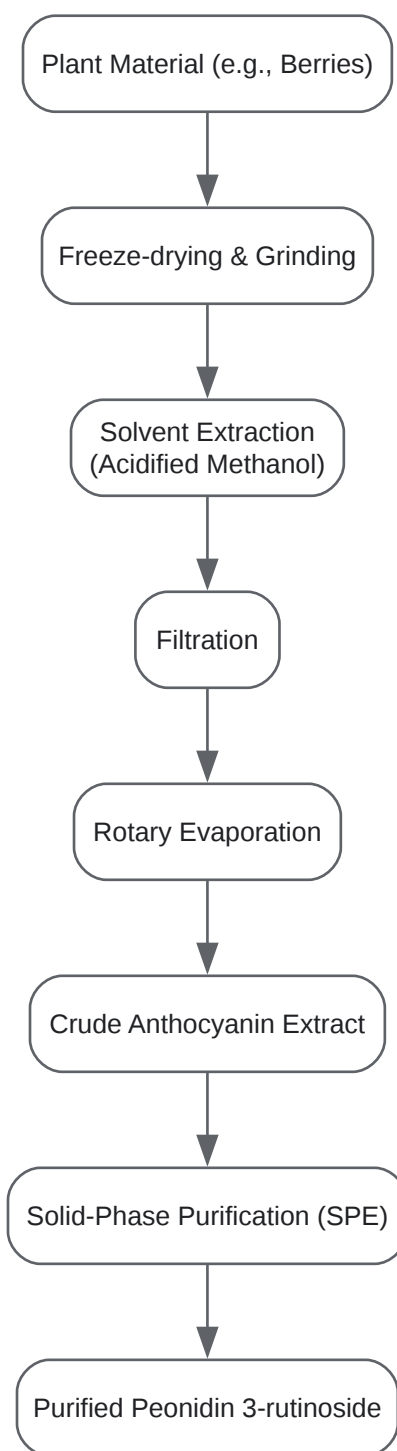 Plant Material (e.g., Berries)
Freeze-drying & Grinding
Solvent Extraction
(Acidified Methanol)
Filtration
Rotary Evaporation
Crude Anthocyanin Extract
Solid-Phase Purification (SPE)
Purified Peonidin 3-rutinoside